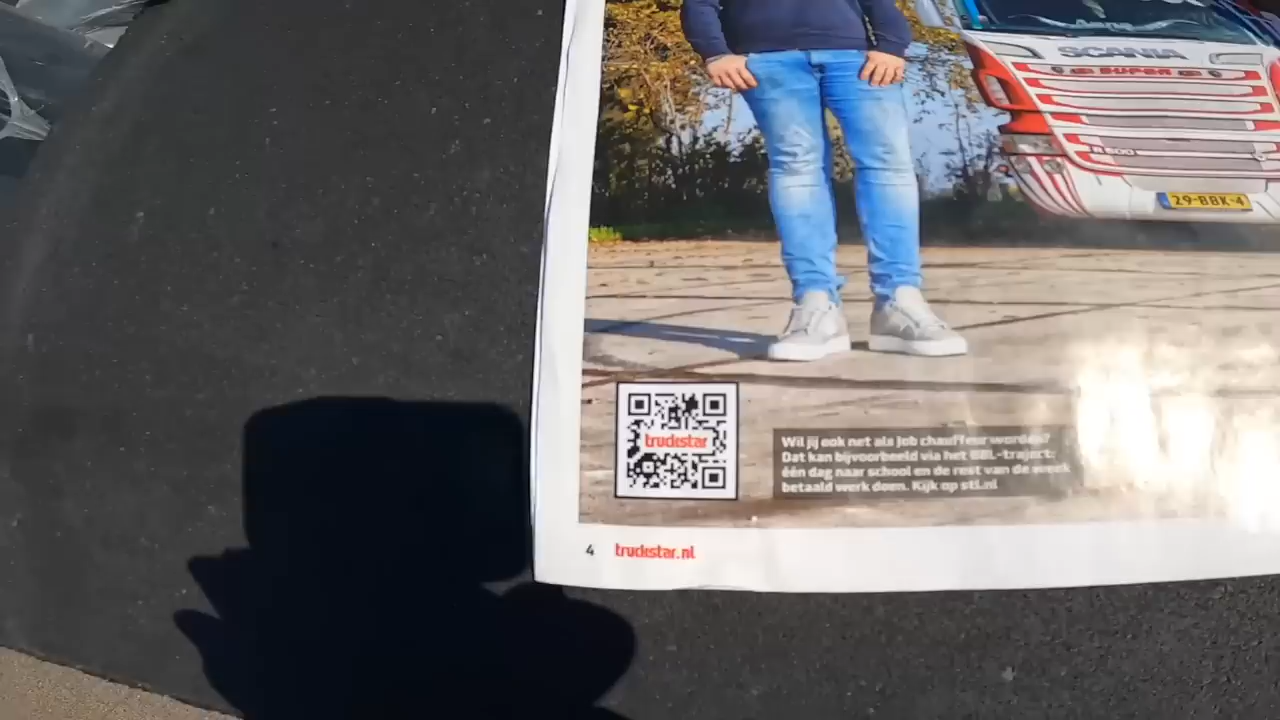 SCANIA
SUPER
R 500
29-BBK-4
truckstar
Wil jij ook net als Job chauffeur worden?
Dat kan bijvoorbeeld via het BBL-traject:
één dag naar school en de rest van de week
betaald werk doen. Kijk op stl.nl
4 truckstar.nl